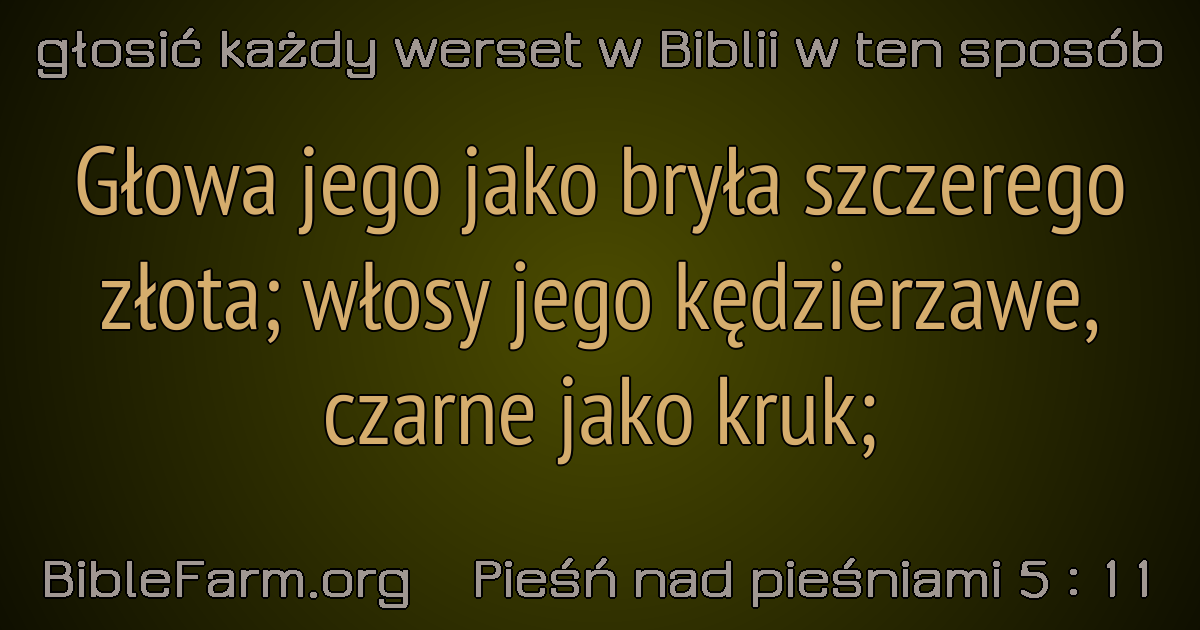 głosić każdy werset w Biblii w ten sposób
Głowa jego jako bryła szczerego
złota; włosy jego kędzierzawe,
czarne jako kruk;
BibleFarm.org Pieśń nad pieśniami 5 : 11